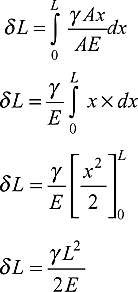 δL = ∫₀ᴸ γAx/AE dx
δL = γ/E ∫₀ᴸ x × dx
δL = γ/E [x²/2]₀ᴸ
δL = γL²/2E